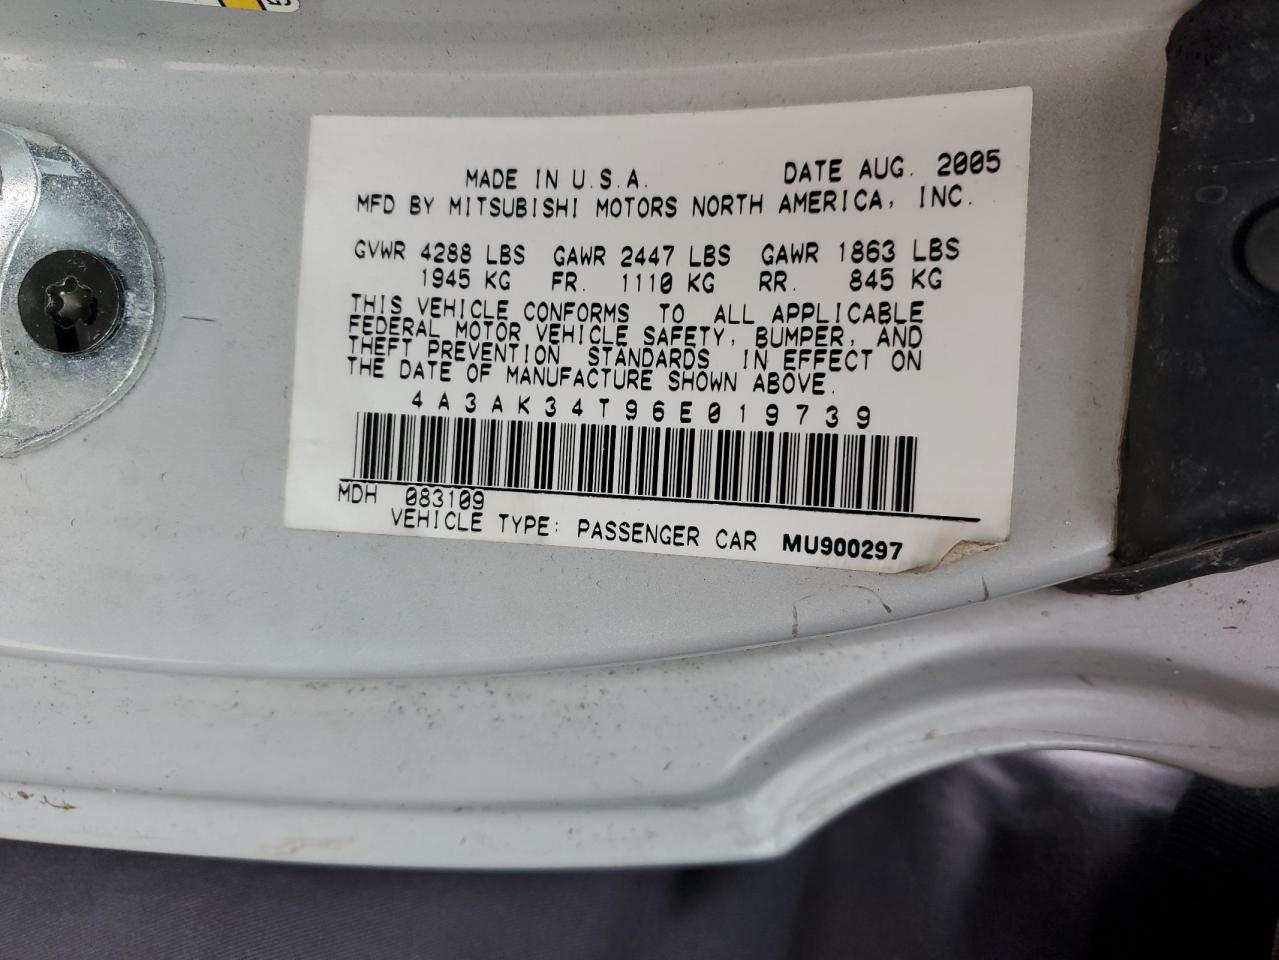 MADE IN U.S.A. DATE AUG. 2005
MFD BY MITSUBISHI MOTORS NORTH AMERICA, INC.
GVWR 4288 LBS GAWR 2447 LBS GAWR 1863 LBS
1945 KG FR. 1110 KG RR. 845 KG
THIS VEHICLE CONFORMS TO ALL APPLICABLE
FEDERAL MOTOR VEHICLE SAFETY, BUMPER, AND
THEFT PREVENTION STANDARDS IN EFFECT ON
THE DATE OF MANUFACTURE SHOWN ABOVE.
4A3AK34T96E019739
MDH 083109
VEHICLE TYPE: PASSENGER CAR MU900297